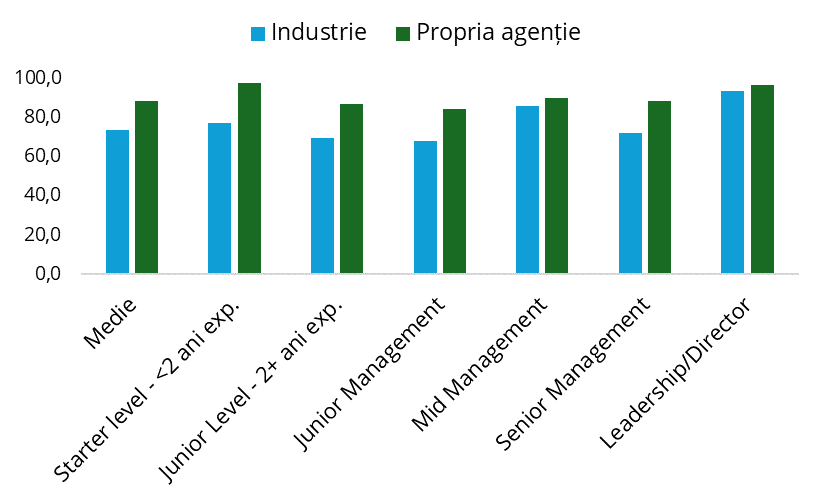 Industrie Propria agenție
100,0
80,0
60,0
40,0
20,0
0,0
Medie
Starter level - <2 ani exp.
Junior Level - 2+ ani exp.
Junior Management
Mid Management
Senior Management
Leadership/Director